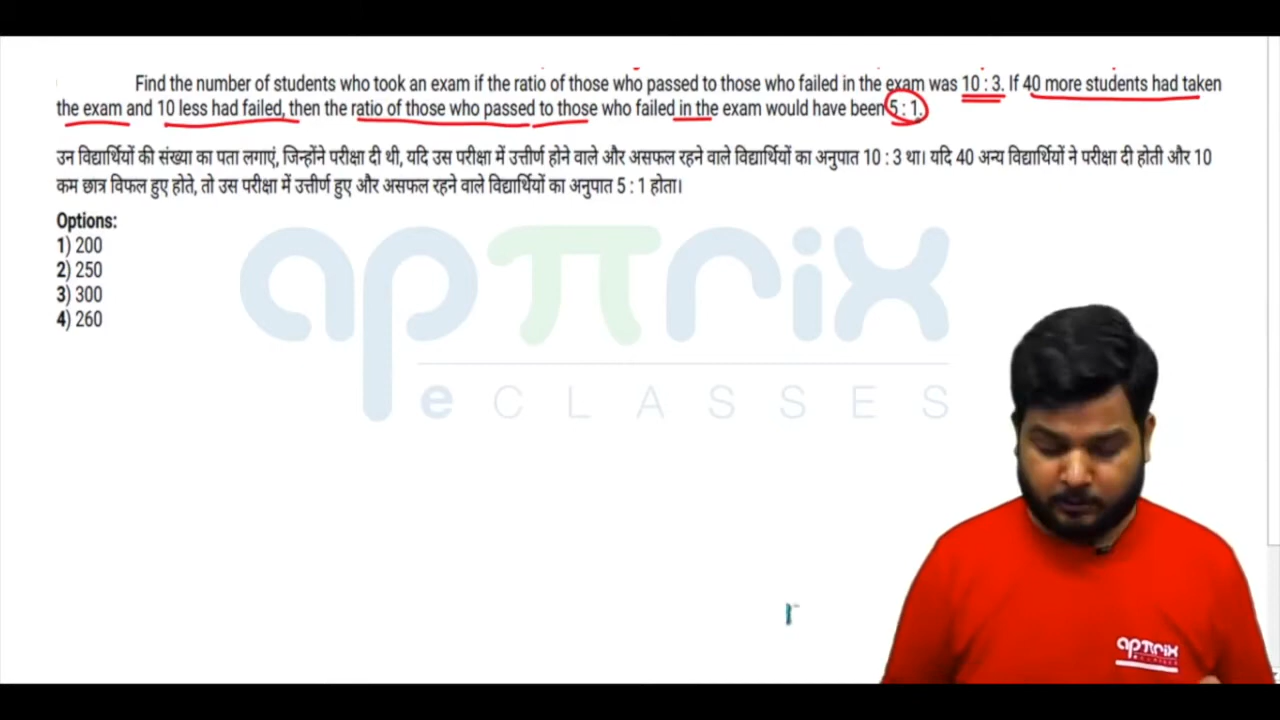 Find the number of students who took an exam if the ratio of those who passed to those who failed in the exam was 10 : 3. If 40 more students had taken
the exam and 10 less had failed, then the ratio of those who passed to those who failed in the exam would have been 5 : 1.
उन विद्यार्थियों की संख्या का पता लगाएं, जिन्होंने परीक्षा दी थी, यदि उस परीक्षा में उत्तीर्ण होने वाले और असफल रहने वाले विद्यार्थियों का अनुपात 10 : 3 था। यदि 40 अन्य विद्यार्थियों ने परीक्षा दी होती और 10
कम छात्र विफल हुए होते, तो उस परीक्षा में उत्तीर्ण हुए और असफल रहने वाले विद्यार्थियों का अनुपात 5 : 1 होता।
Options:
1) 200
2) 250
3) 300
4) 260
apπrix
e CLASSES
apπrix
e CLASSES